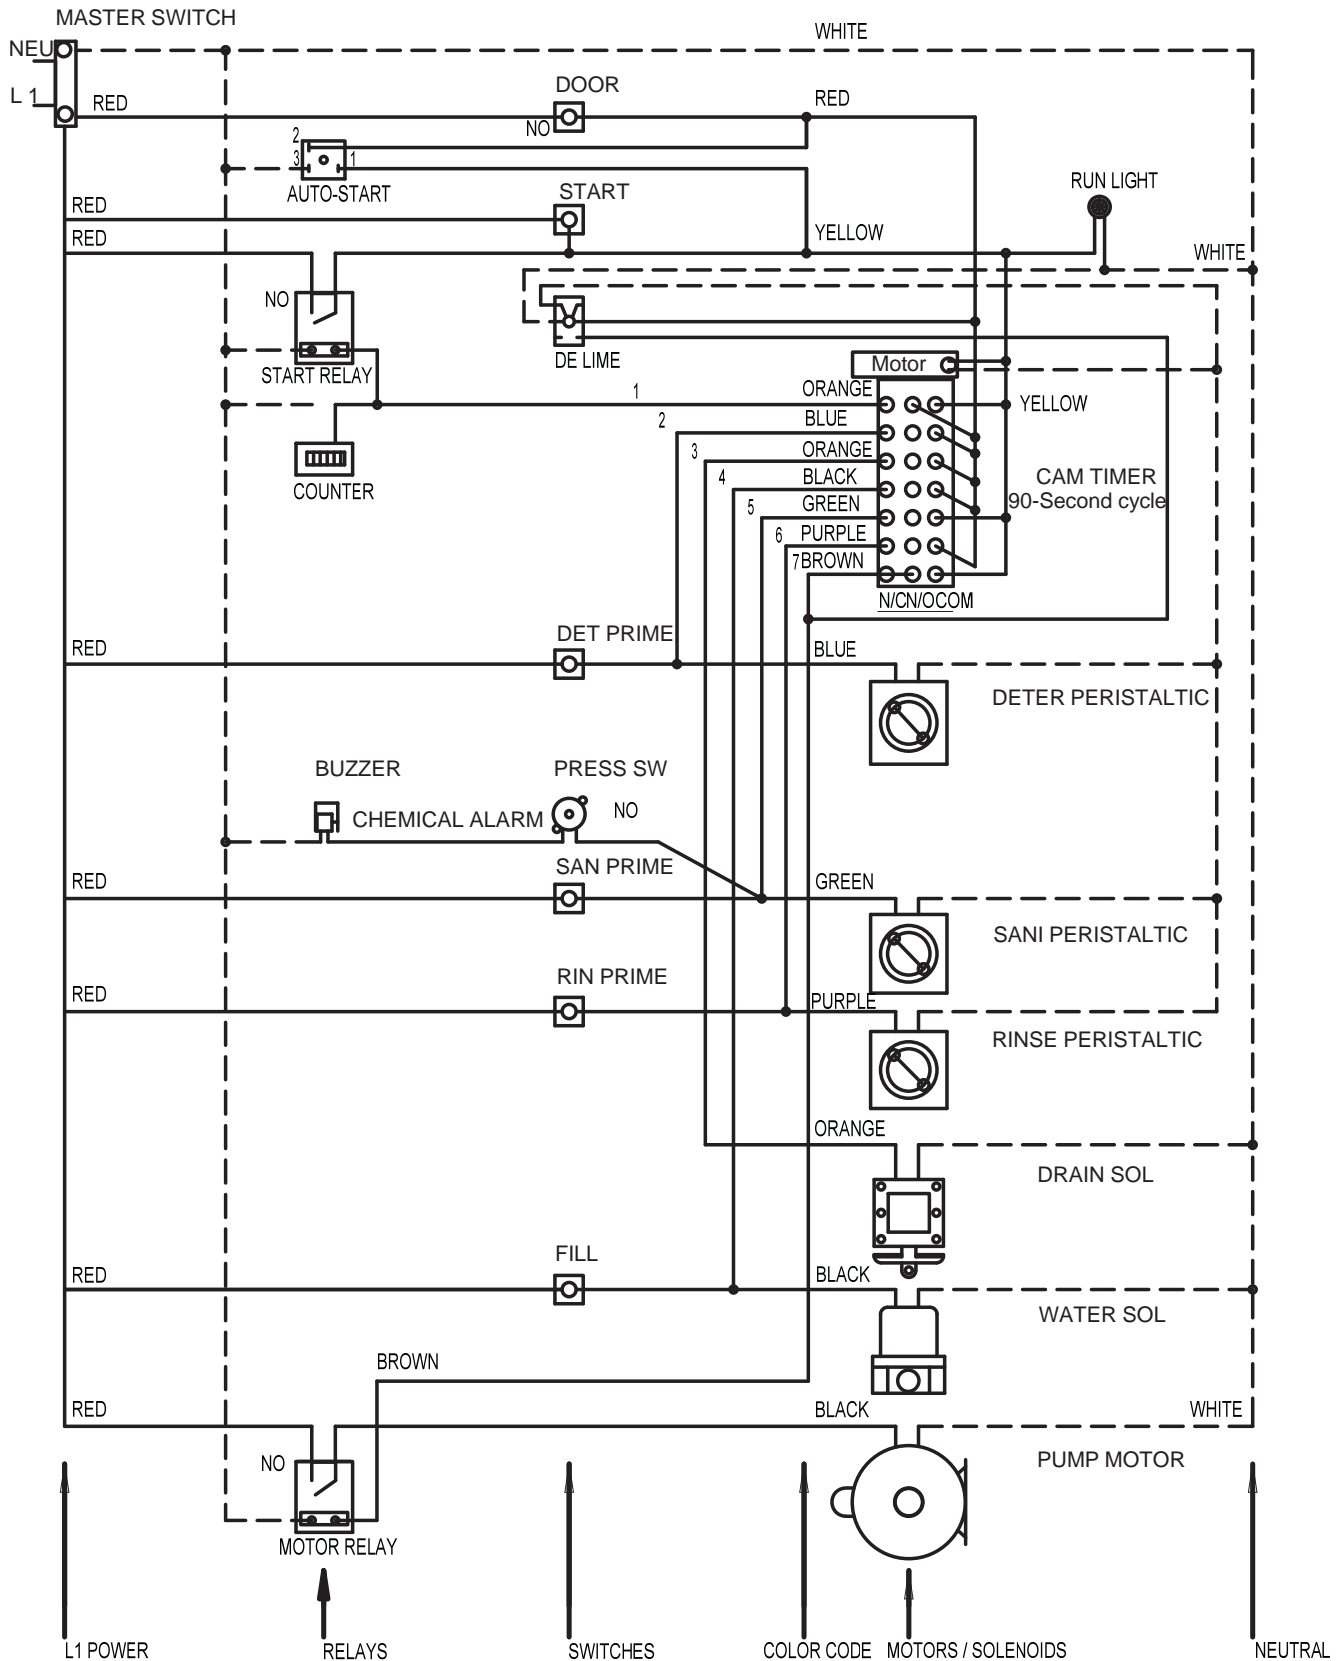 MASTER SWITCH
NEU
WHITE
L 1
RED
DOOR
RED
NO
2
3
1
AUTO-START
START
RUN LIGHT
RED
RED
YELLOW
WHITE
NO
START RELAY
DE LIME
Motor
1
ORANGE
YELLOW
2
BLUE
3
ORANGE
CAM TIMER
90-Second cycle
4
BLACK
5
GREEN
6
PURPLE
7BROWN
COUNTER
N/CN/OCOM
RED
DET PRIME
BLUE
DETER PERISTALTIC
BUZZER
PRESS SW
CHEMICAL ALARM
NO
RED
SAN PRIME
GREEN
SANI PERISTALTIC
RED
RIN PRIME
PURPLE
RINSE PERISTALTIC
ORANGE
DRAIN SOL
RED
FILL
BLACK
WATER SOL
BROWN
RED
BLACK
WHITE
NO
PUMP MOTOR
MOTOR RELAY
L1 POWER
RELAYS
SWITCHES
COLOR CODE
MOTORS / SOLENOIDS
NEUTRAL